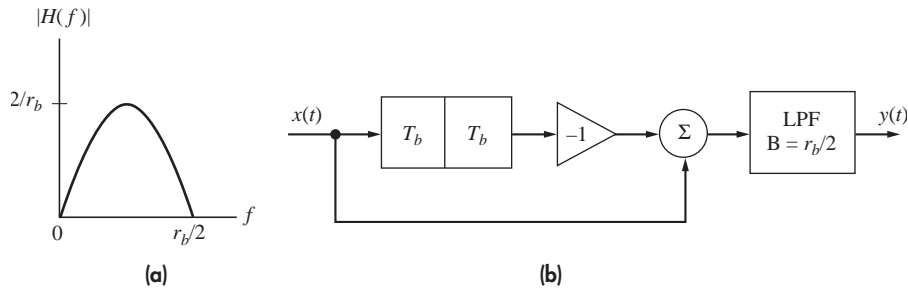 |H(f)|
2/r_b
0
r_b/2
f
(a)
x(t)
T_b
T_b
–1
Σ
LPF
B = r_b/2
y(t)
(b)